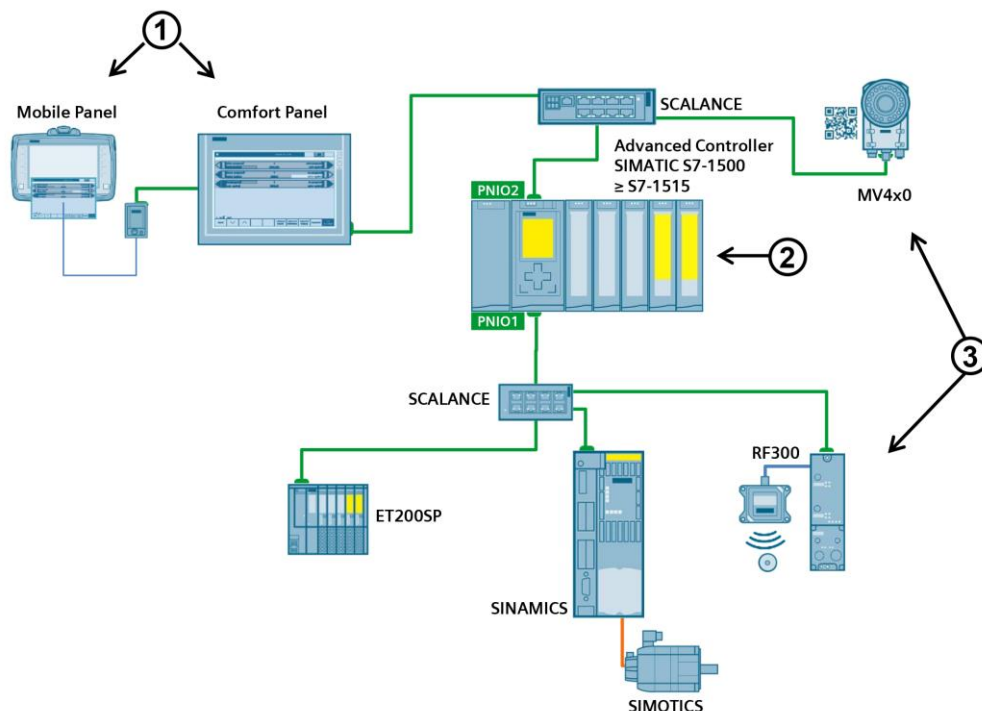 1
Mobile Panel
Comfort Panel
SCALANCE
Advanced Controller
SIMATIC S7-1500
≥ S7-1515
MV4x0
PNIO2
2
PNIO1
3
SCALANCE
RF300
ET200SP
SINAMICS
SIMOTICS